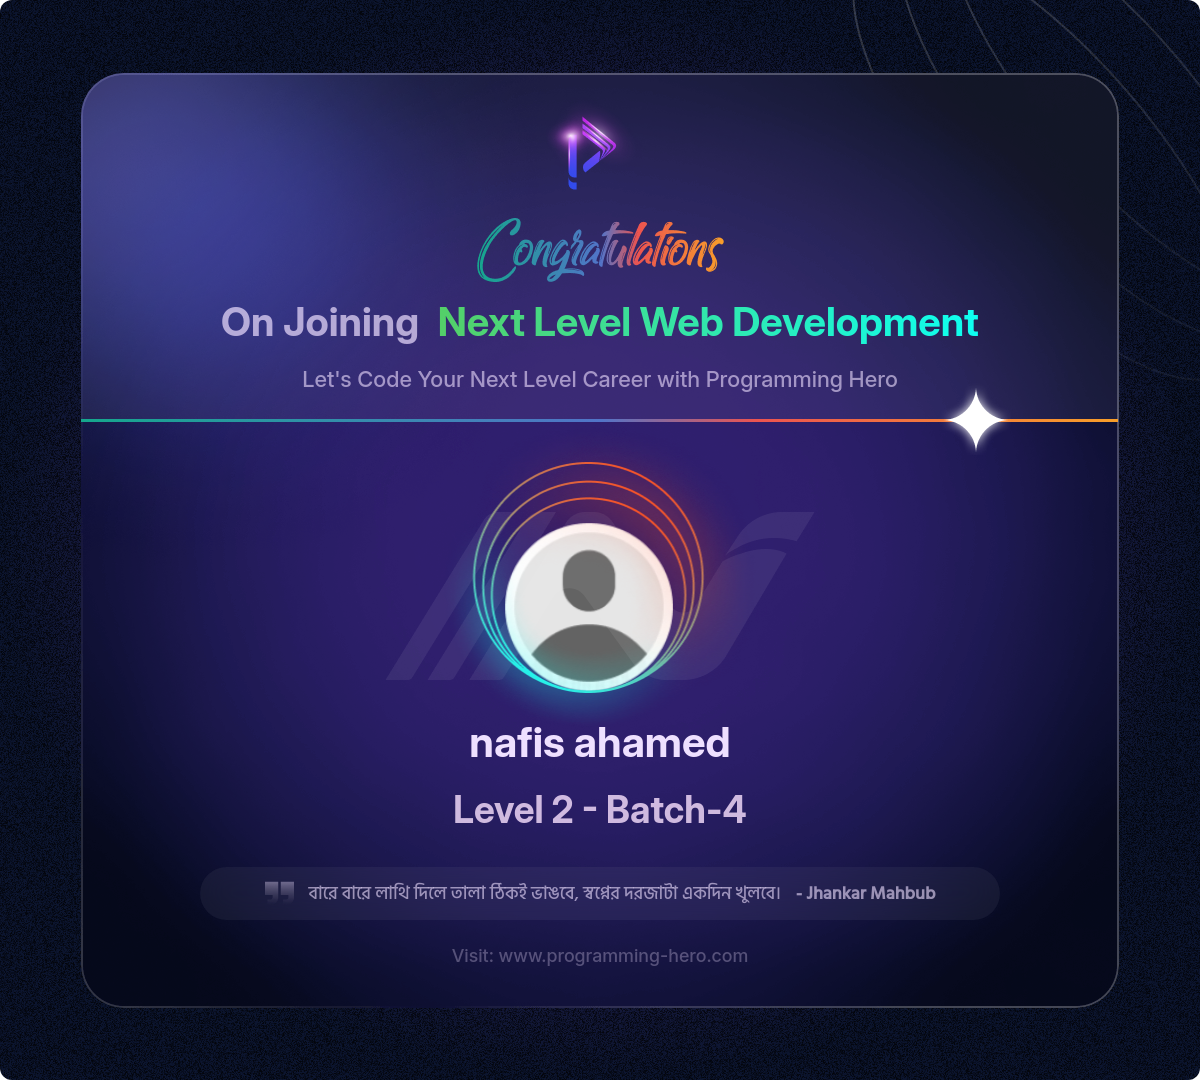 Congratulations
On Joining Next Level Web Development
Let's Code Your Next Level Career with Programming Hero
nafis ahamed
Level 2 - Batch-4
বারে বারে লাথি দিলে তালা ঠিকই ভাঙবে, স্বপ্নের দরজাটা একদিন খুলবে। - Jhankar Mahbub
Visit: www.programming-hero.com